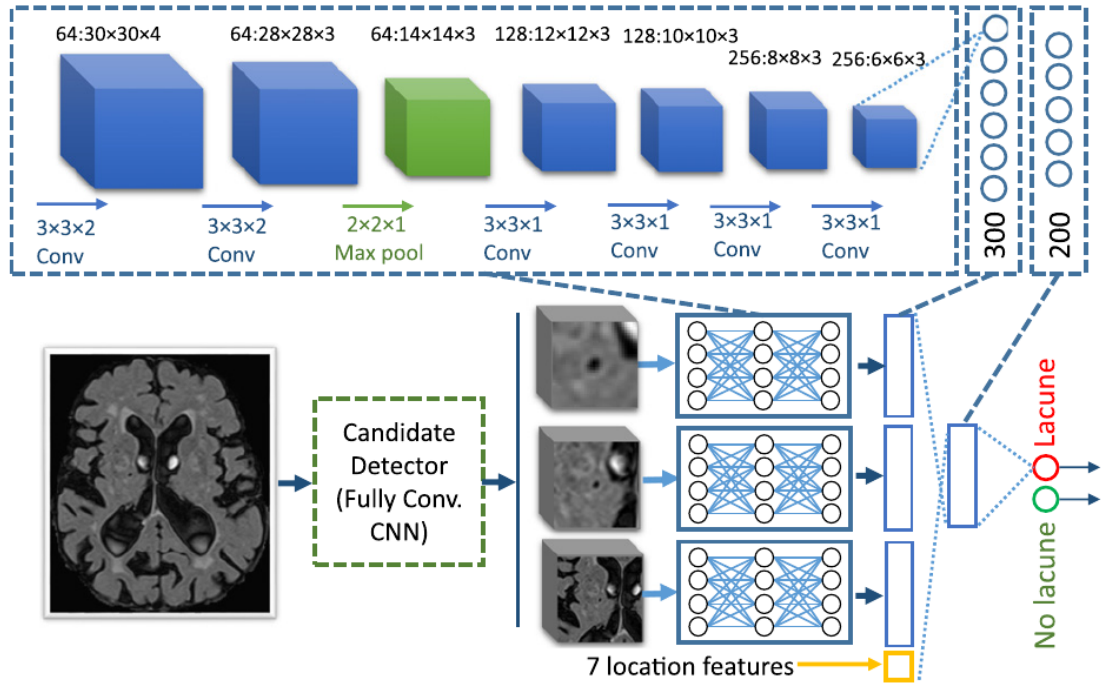 64:30×30×4
64:28×28×3
64:14×14×3
128:12×12×3
128:10×10×3
256:8×8×3
256:6×6×3
3×3×2
Conv
3×3×2
Conv
2×2×1
Max pool
3×3×1
Conv
3×3×1
Conv
3×3×1
Conv
3×3×1
Conv
300
200
Candidate
Detector
(Fully Conv.
CNN)
Lacune
No lacune
7 location features